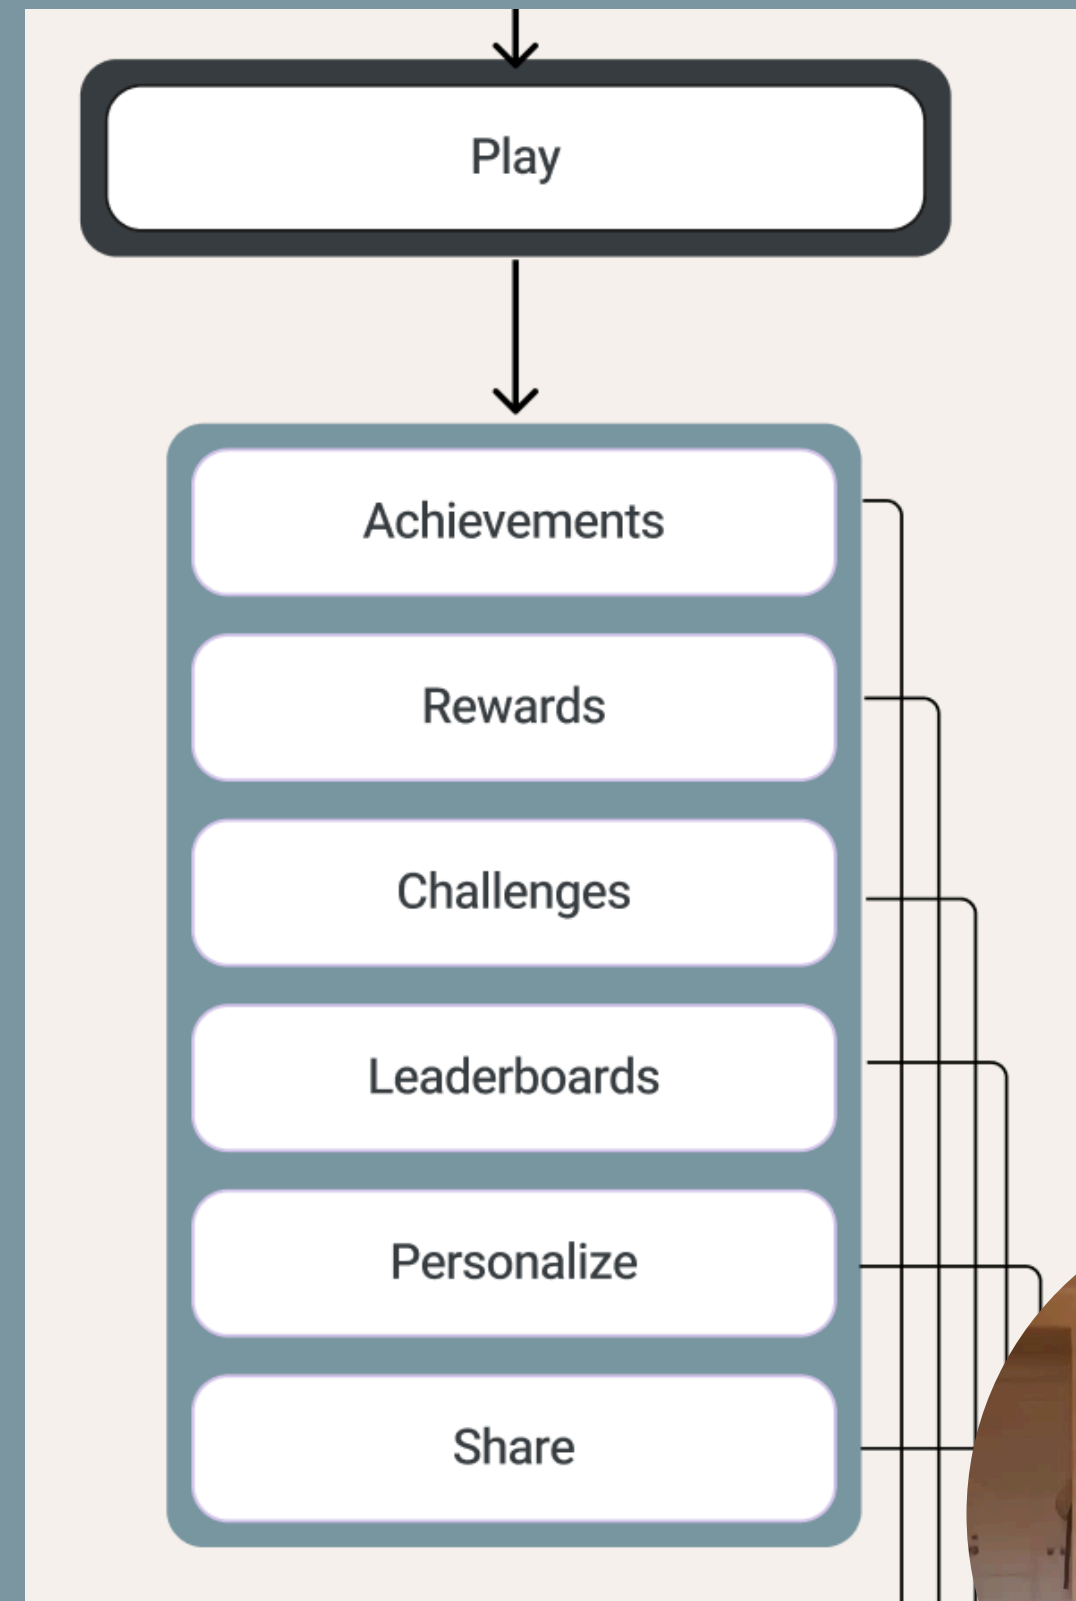 Play
Achievements
Rewards
Challenges
Leaderboards
Personalize
Share